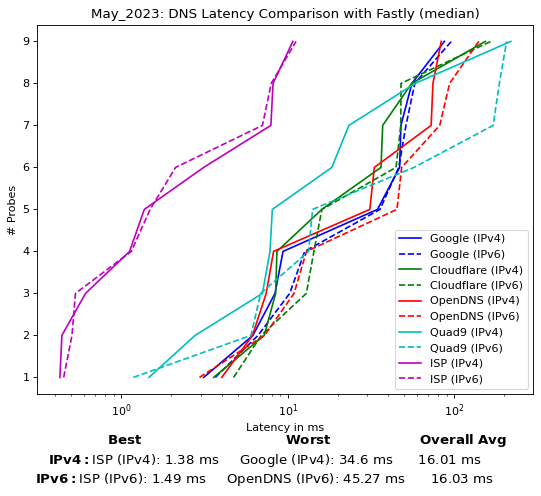 May_2023: DNS Latency Comparison with Fastly (median)
# Probes
9
8
7
6
5
4
3
2
1
Google (IPv4)
Google (IPv6)
Cloudflare (IPv4)
Cloudflare (IPv6)
OpenDNS (IPv4)
OpenDNS (IPv6)
Quad9 (IPv4)
Quad9 (IPv6)
ISP (IPv4)
ISP (IPv6)
10⁰ 10¹ 10²
Latency in ms
Best Worst Overall Avg
IPv4: ISP (IPv4): 1.38 ms Google (IPv4): 34.6 ms 16.01 ms
IPv6: ISP (IPv6): 1.49 ms OpenDNS (IPv6): 45.27 ms 16.03 ms